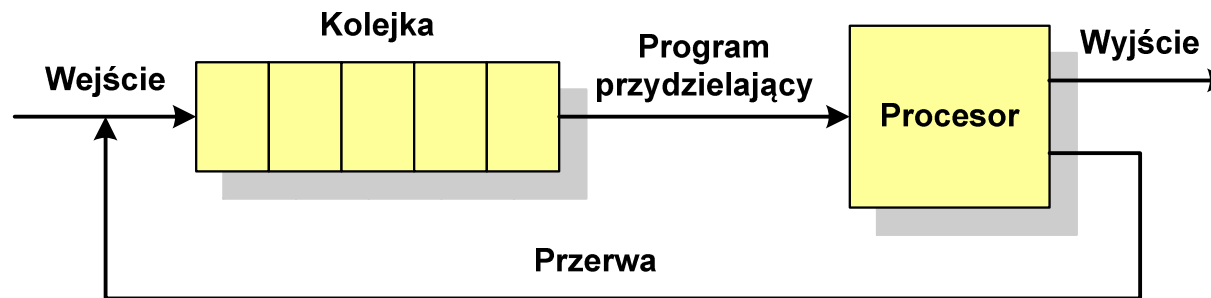 Kolejka
Wejście
Program
przydzielający
Procesor
Wyjście
Przerwa